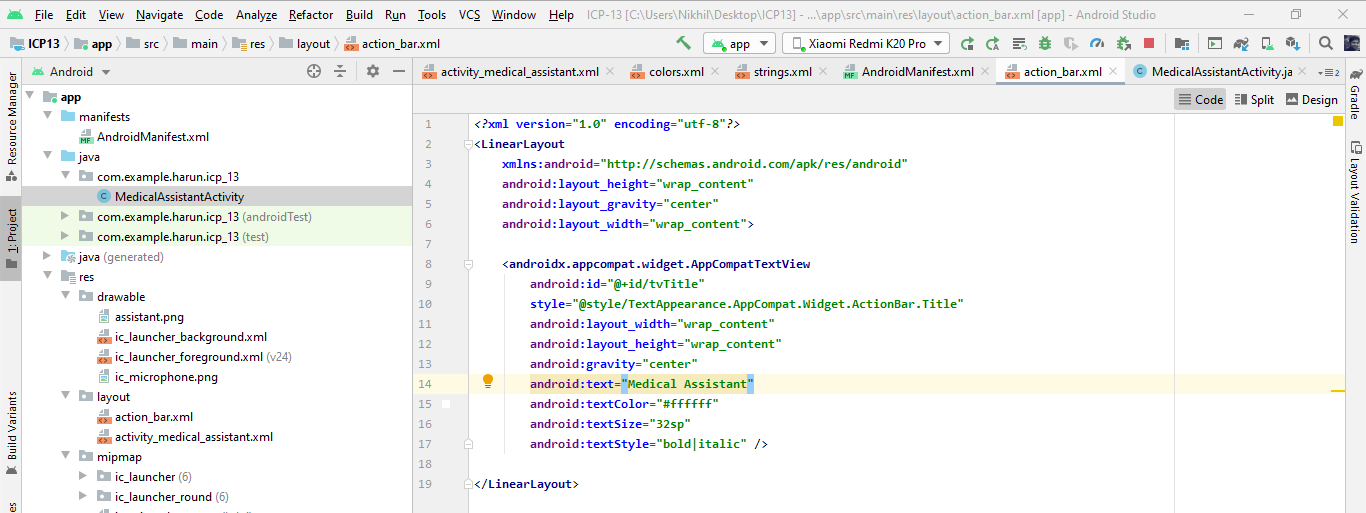 File Edit View Navigate Code Analyze Refactor Build Run Tools VCS Window Help ICP-13 [C:\Users\Nikhil\Desktop\ICP13] - ...\app\src\main\res\layout\action_bar.xml [app] - Android Studio
ICP13 app src main res layout action_bar.xml app Xiaomi Redmi K20 Pro
Android
activity_medical_assistant.xml colors.xml strings.xml AndroidManifest.xml action_bar.xml MedicalAssistantActivity.ja 2
Code Split Design
Resource Manager
1: Project
Build Variants
Gradle
Layout Validation
app
manifests
AndroidManifest.xml
java
com.example.harun.icp_13
MedicalAssistantActivity
com.example.harun.icp_13 (androidTest)
com.example.harun.icp_13 (test)
java (generated)
res
drawable
assistant.png
ic_launcher_background.xml
ic_launcher_foreground.xml (v24)
ic_microphone.png
layout
action_bar.xml
activity_medical_assistant.xml
mipmap
ic_launcher (6)
ic_launcher_round (6)
1 <?xml version="1.0" encoding="utf-8"?>
2 <LinearLayout
3 xmlns:android="http://schemas.android.com/apk/res/android"
4 android:layout_height="wrap_content"
5 android:layout_gravity="center"
6 android:layout_width="wrap_content">
7
8 <androidx.appcompat.widget.AppCompatTextView
9 android:id="@+id/tvTitle"
10 style="@style/TextAppearance.AppCompat.Widget.ActionBar.Title"
11 android:layout_width="wrap_content"
12 android:layout_height="wrap_content"
13 android:gravity="center"
14 android:text="Medical Assistant"
15 android:textColor="#ffffff"
16 android:textSize="32sp"
17 android:textStyle="bold|italic" />
18
19 </LinearLayout>